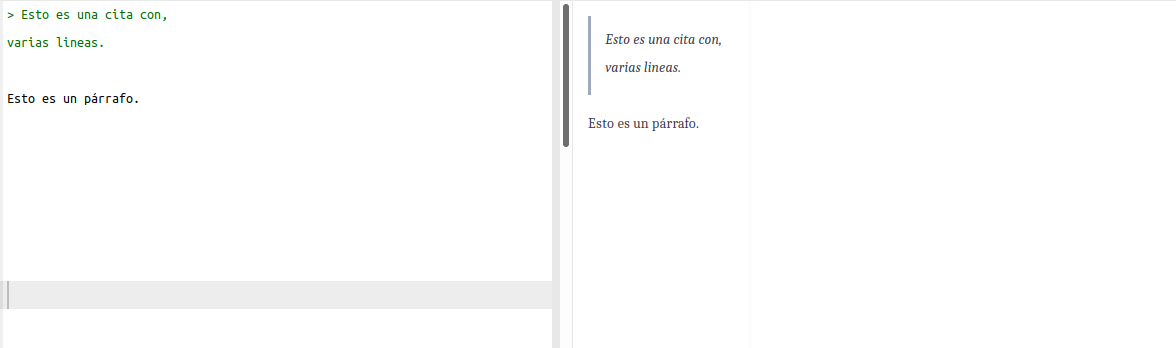 > Esto es una cita con,
varias lineas.
Esto es un párrafo.
Esto es una cita con,
varias lineas.
Esto es un párrafo.